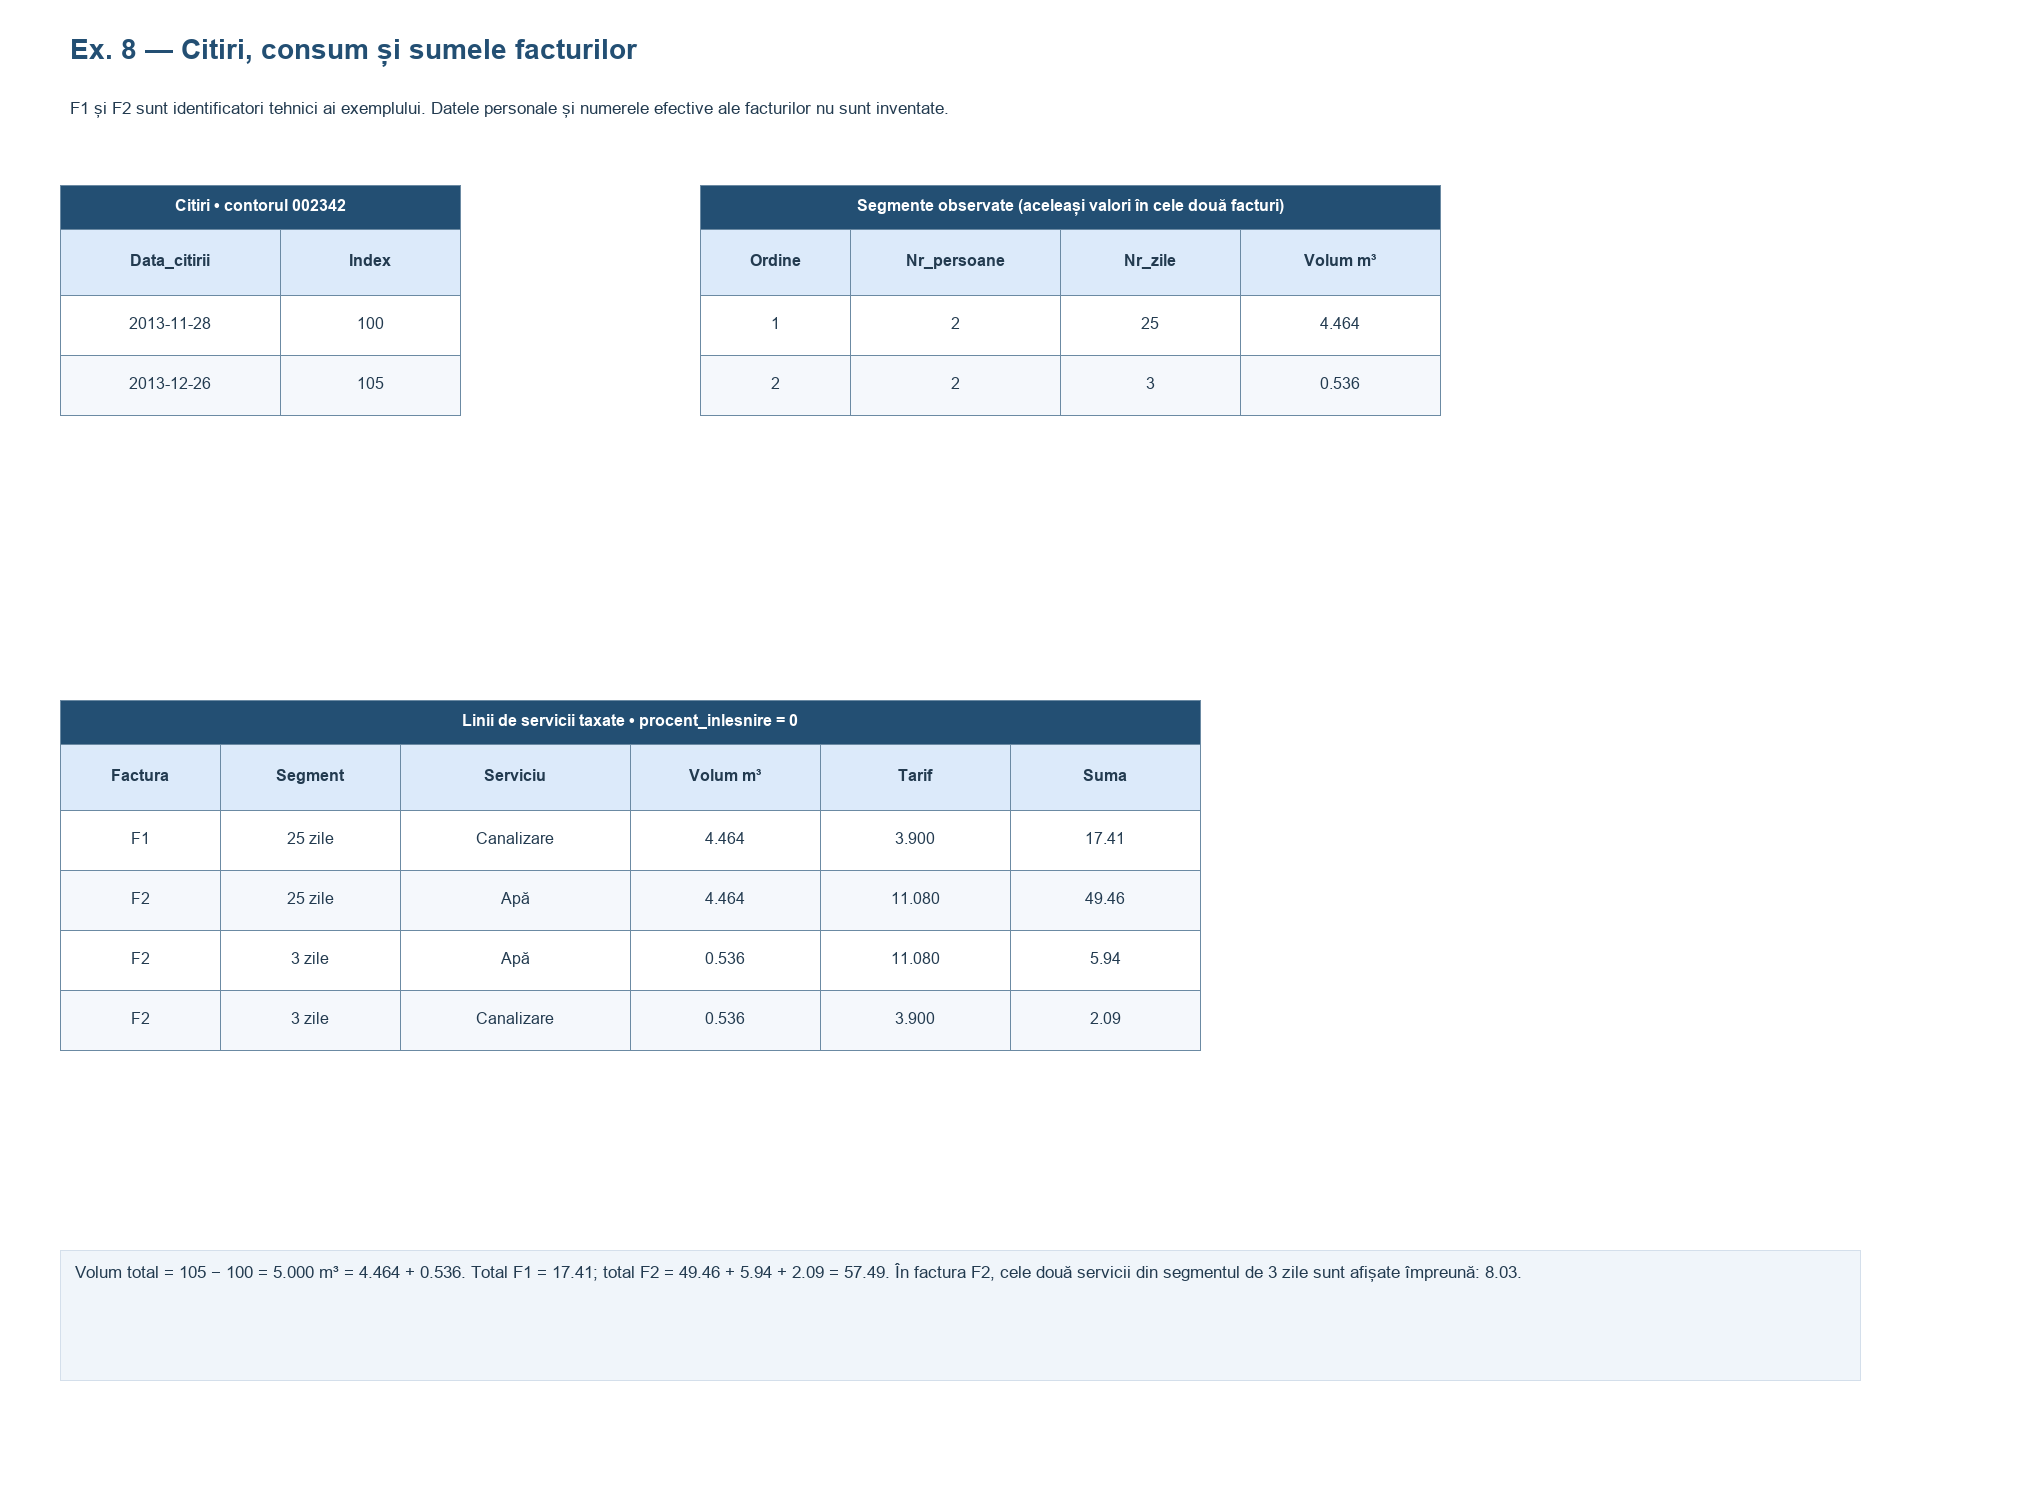 Ex. 8 — Citiri, consum și sumele facturilor
F1 și F2 sunt identificatori tehnici ai exemplului. Datele personale și numerele efective ale facturilor nu sunt inventate.
Citiri • contorul 002342
Data_citirii Index
2013-11-28 100
2013-12-26 105
Segmente observate (aceleași valori în cele două facturi)
Ordine Nr_persoane Nr_zile Volum m³
1 2 25 4.464
2 2 3 0.536
Linii de servicii taxate • procent_inlesnire = 0
Factura Segment Serviciu Volum m³ Tarif Suma
F1 25 zile Canalizare 4.464 3.900 17.41
F2 25 zile Apă 4.464 11.080 49.46
F2 3 zile Apă 0.536 11.080 5.94
F2 3 zile Canalizare 0.536 3.900 2.09
Volum total = 105 − 100 = 5.000 m³ = 4.464 + 0.536. Total F1 = 17.41; total F2 = 49.46 + 5.94 + 2.09 = 57.49. În factura F2, cele două servicii din segmentul de 3 zile sunt afișate împreună: 8.03.